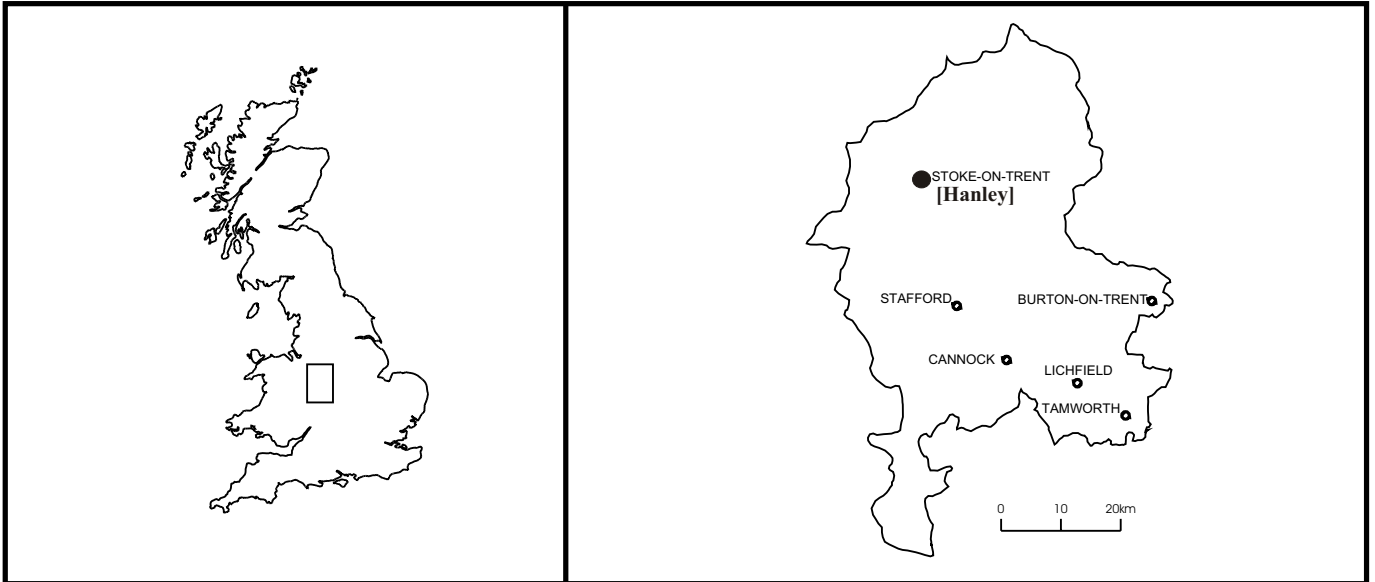 STOKE-ON-TRENT
[Hanley]
STAFFORD
BURTON-ON-TRENT
CANNOCK
LICHFIELD
TAMWORTH
0 10 20km